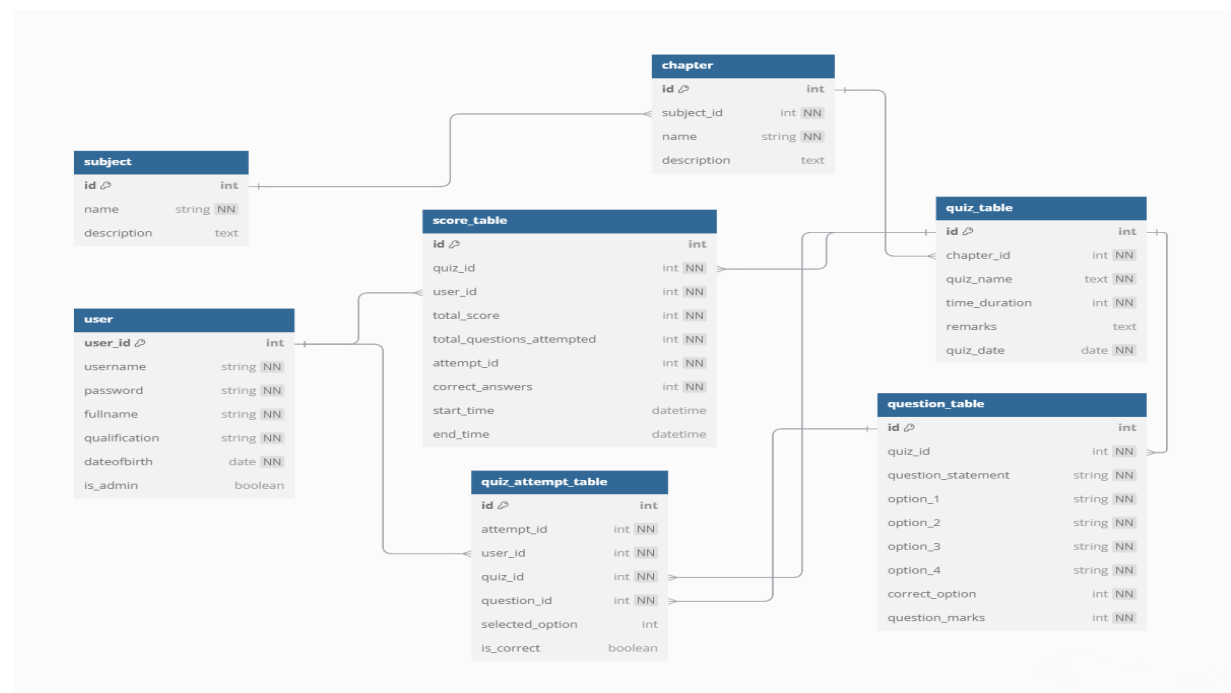 chapter
id int
subject_id int NN
name string NN
description text
subject
id int
name string NN
description text
quiz_table
id int
chapter_id int NN
quiz_name text NN
time_duration int NN
remarks text
quiz_date date NN
score_table
id int
quiz_id int NN
user_id int NN
total_score int NN
total_questions_attempted int NN
attempt_id int NN
correct_answers int NN
start_time datetime
end_time datetime
user
user_id int
username string NN
password string NN
fullname string NN
qualification string NN
dateofbirth date NN
is_admin boolean
question_table
id int
quiz_id int NN
question_statement string NN
option_1 string NN
option_2 string NN
option_3 string NN
option_4 string NN
correct_option int NN
question_marks int NN
quiz_attempt_table
id int
attempt_id int NN
user_id int NN
quiz_id int NN
question_id int NN
selected_option int
is_correct boolean